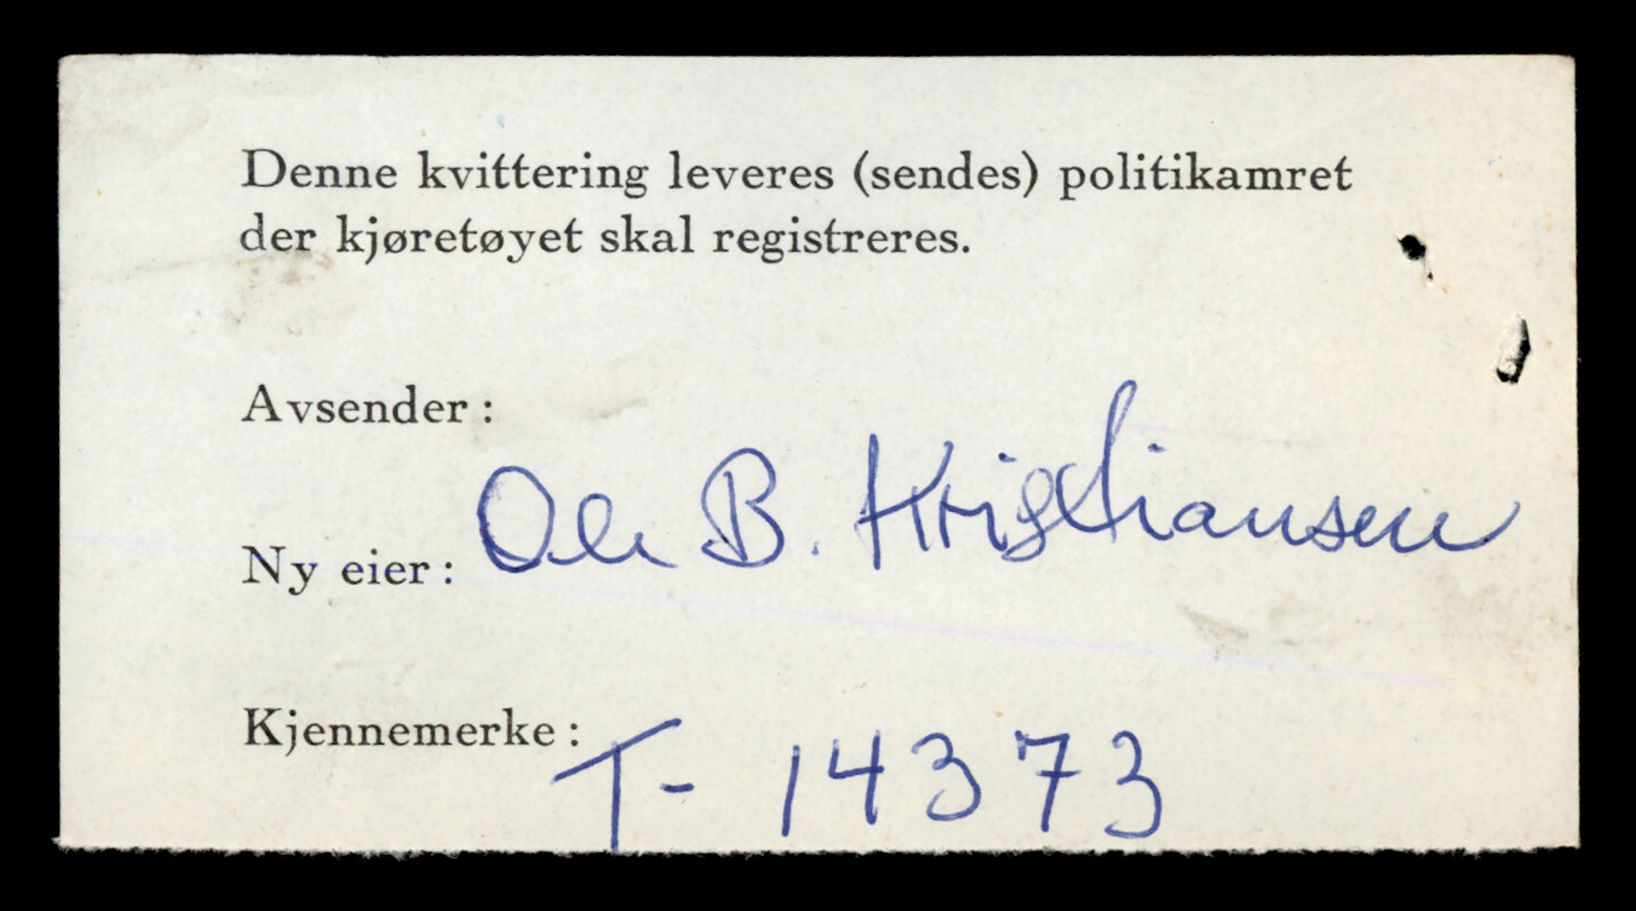 Denne kvittering leveres (sendes) politikamret
der kjøretøyet skal registreres.
Avsender:
Ole B. Kristiansen
Ny eier:
Kjennemerke:
T- 14373